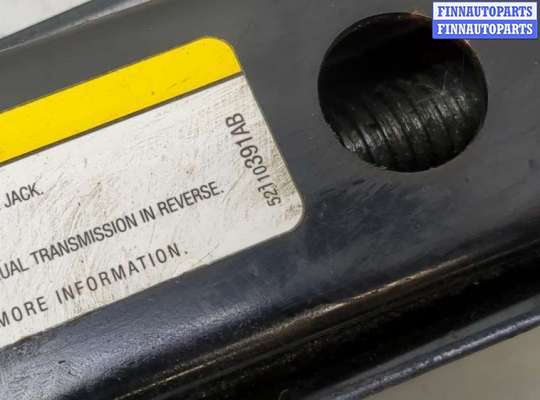 FINNAUTOPARTS
FINNAUTOPARTS
JACK.
UAL TRANSMISSION IN REVERSE.
MORE INFORMATION.
52110391AB